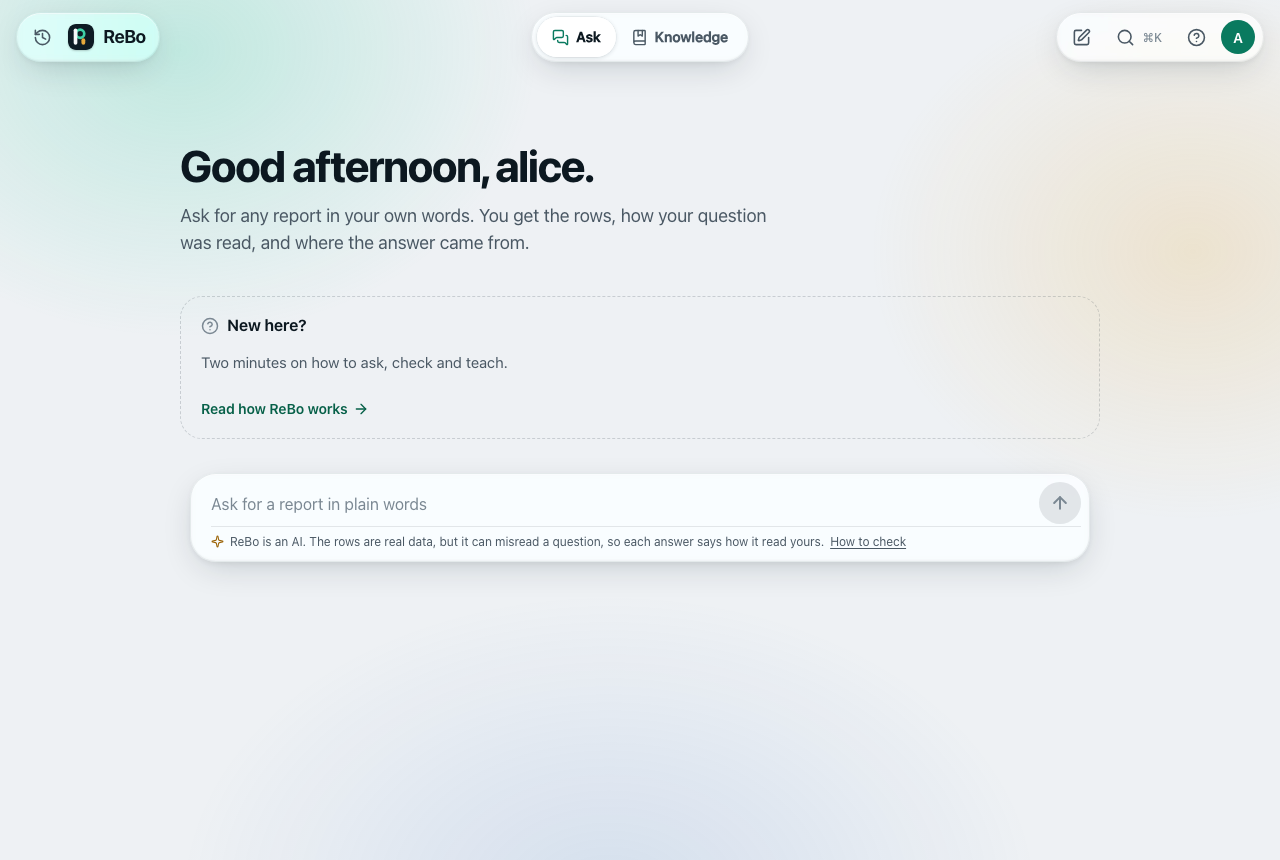 ReBo
Ask
Knowledge
⌘K
A
Good afternoon, alice.
Ask for any report in your own words. You get the rows, how your question
was read, and where the answer came from.
New here?
Two minutes on how to ask, check and teach.
Read how ReBo works →
Ask for a report in plain words
ReBo is an AI. The rows are real data, but it can misread a question, so each answer says how it read yours. How to check